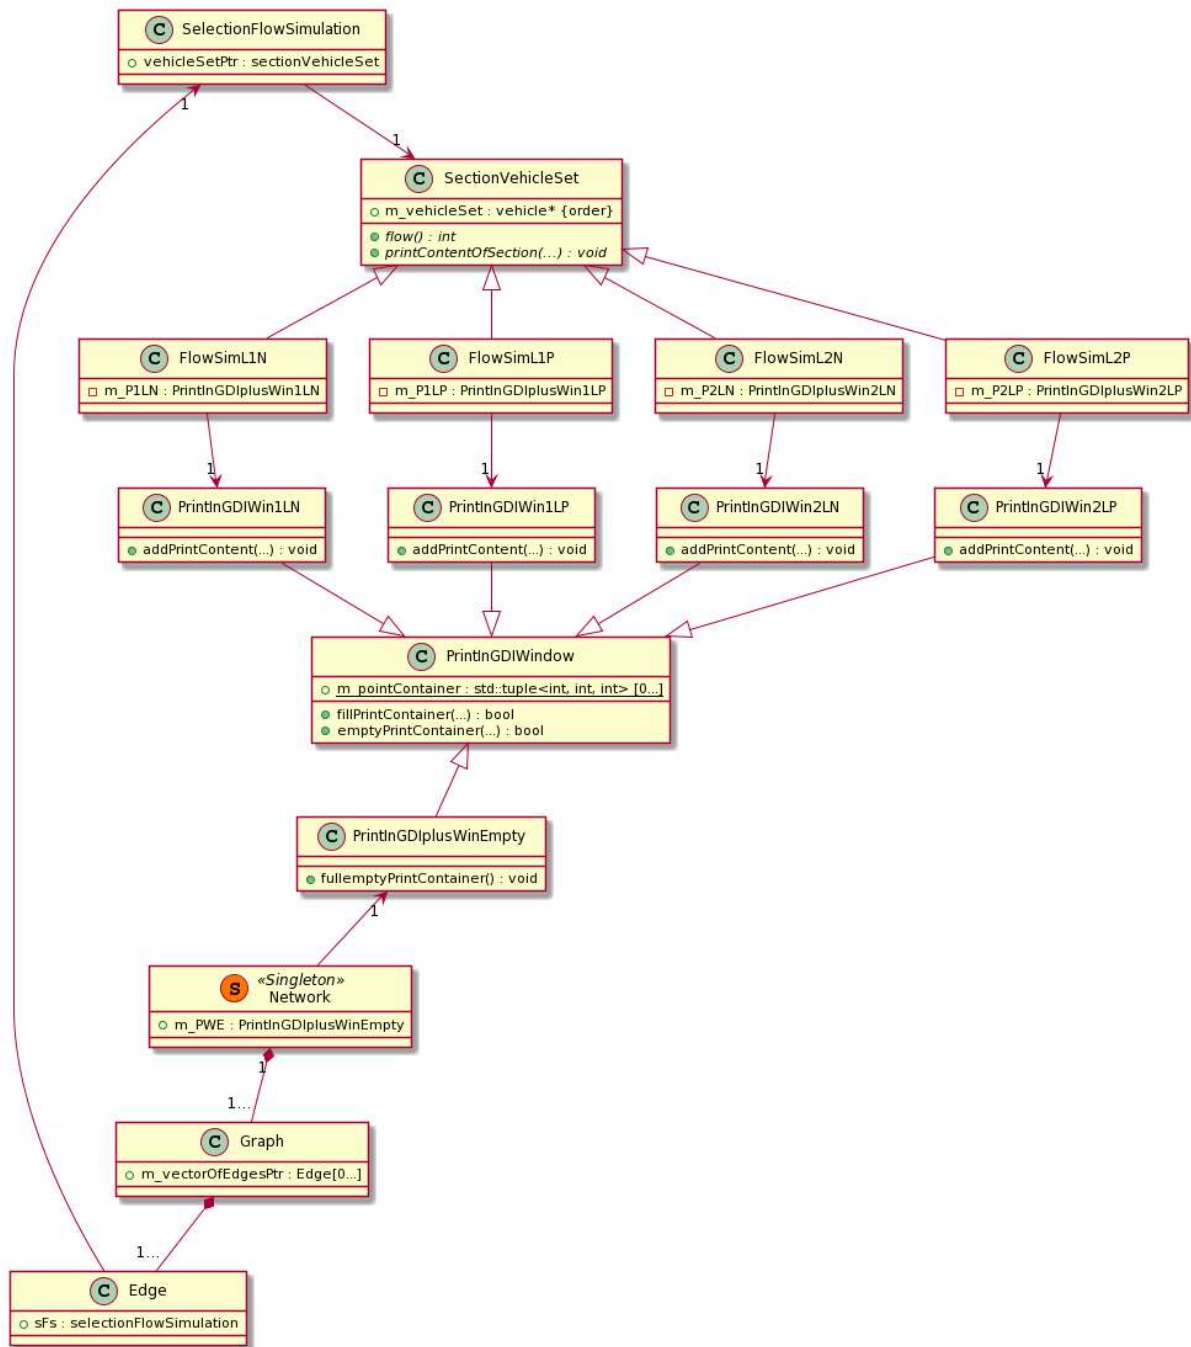 C SelectionFlowSimulation
vehicleSetPtr : sectionVehicleSet
1
1
C SectionVehicleSet
m_vehicleSet : vehicle* {order}
flow() : int
printContentOfSection(...) : void
C FlowSimL1N
m_P1LN : PrintInGDIplusWin1LN
C FlowSimL1P
m_P1LP : PrintInGDIplusWin1LP
C FlowSimL2N
m_P2LN : PrintInGDIplusWin2LN
C FlowSimL2P
m_P2LP : PrintInGDIplusWin2LP
1
1
1
1
C PrintInGDIWin1LN
addPrintContent(...) : void
C PrintInGDIWin1LP
addPrintContent(...) : void
C PrintInGDIWin2LN
addPrintContent(...) : void
C PrintInGDIWin2LP
addPrintContent(...) : void
C PrintInGDIWindow
m_pointContainer : std::tuple<int, int, int> [0...]
fillPrintContainer(...) : bool
emptyPrintContainer(...) : bool
C PrintInGDIplusWinEmpty
fullemptyPrintContainer() : void
1
S «Singleton»
Network
m_PWE : PrintInGDIplusWinEmpty
1
1...
C Graph
m_vectorOfEdgesPtr : Edge[0...]
1...
C Edge
sFs : selectionFlowSimulation